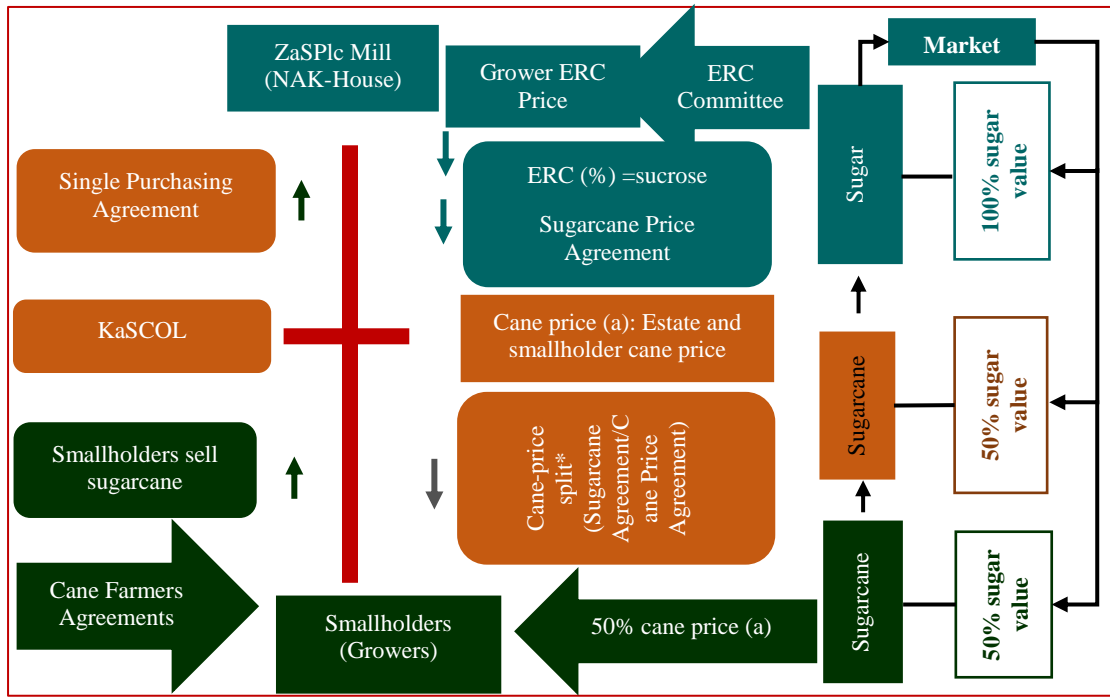 ZaSPlc Mill
(NAK-House)
Grower ERC
Price
ERC
Committee
Market
Sugar
100% sugar
value
Single Purchasing
Agreement
ERC (%) =sucrose
Sugarcane Price
Agreement
KaSCOL
Cane price (a): Estate and
smallholder cane price
Sugarcane
50% sugar
value
Smallholders sell
sugarcane
Cane-price
split*
(Sugarcane
Agreement/C
ane Price
Agreement)
Cane Farmers
Agreements
Smallholders
(Growers)
50% cane price (a)
Sugarcane
50% sugar
value